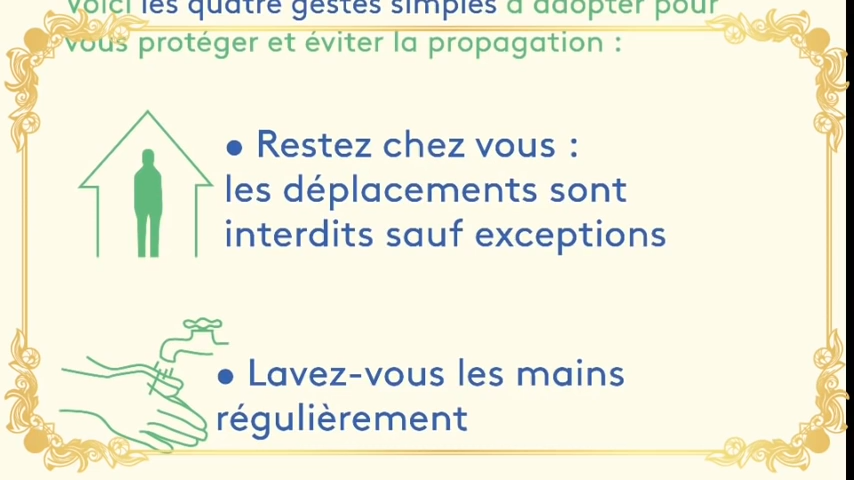 Voici les quatre gestes simples à adopter pour
vous protéger et éviter la propagation :
• Restez chez vous :
les déplacements sont
interdits sauf exceptions
• Lavez-vous les mains
régulièrement